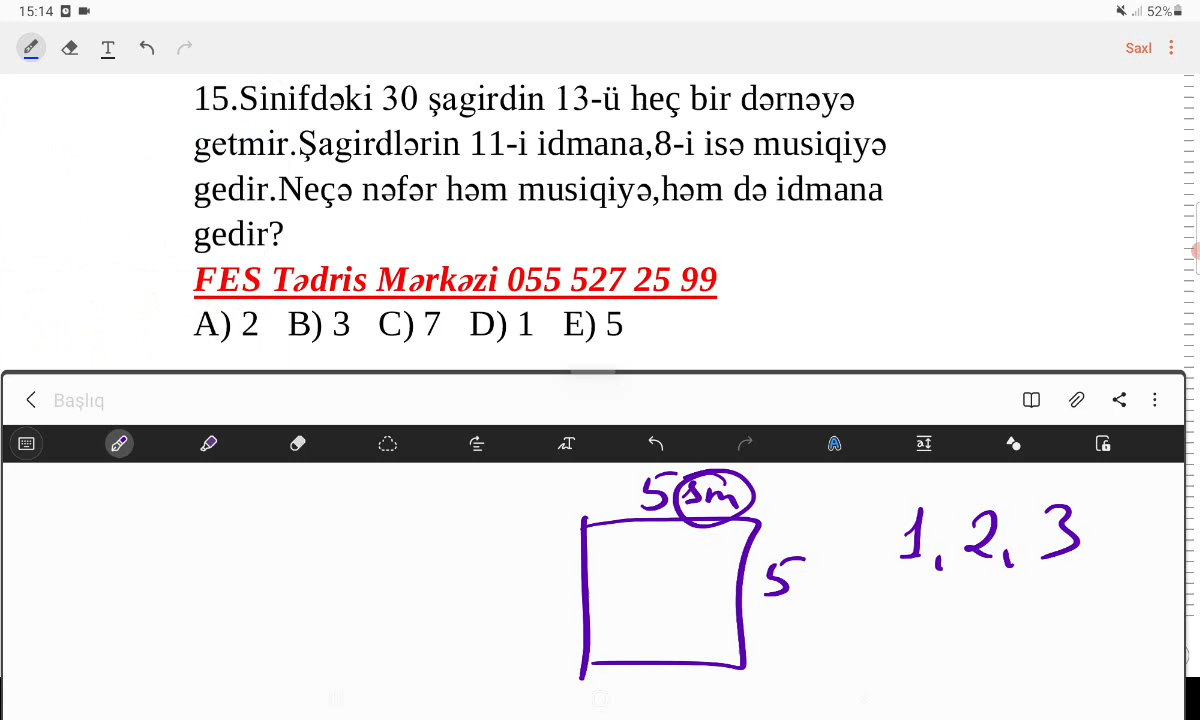 15:14 52%
T Saxl
15.Sinifdəki 30 şagirdin 13-ü heç bir dərnəyə
getmir.Şagirdlərin 11-i idmana,8-i isə musiqiyə
gedir.Neçə nəfər həm musiqiyə,həm də idmana
gedir?
FES Tədris Mərkəzi 055 527 25 99
A) 2 B) 3 C) 7 D) 1 E) 5
Başlıq
5 sm
5
1, 2, 3